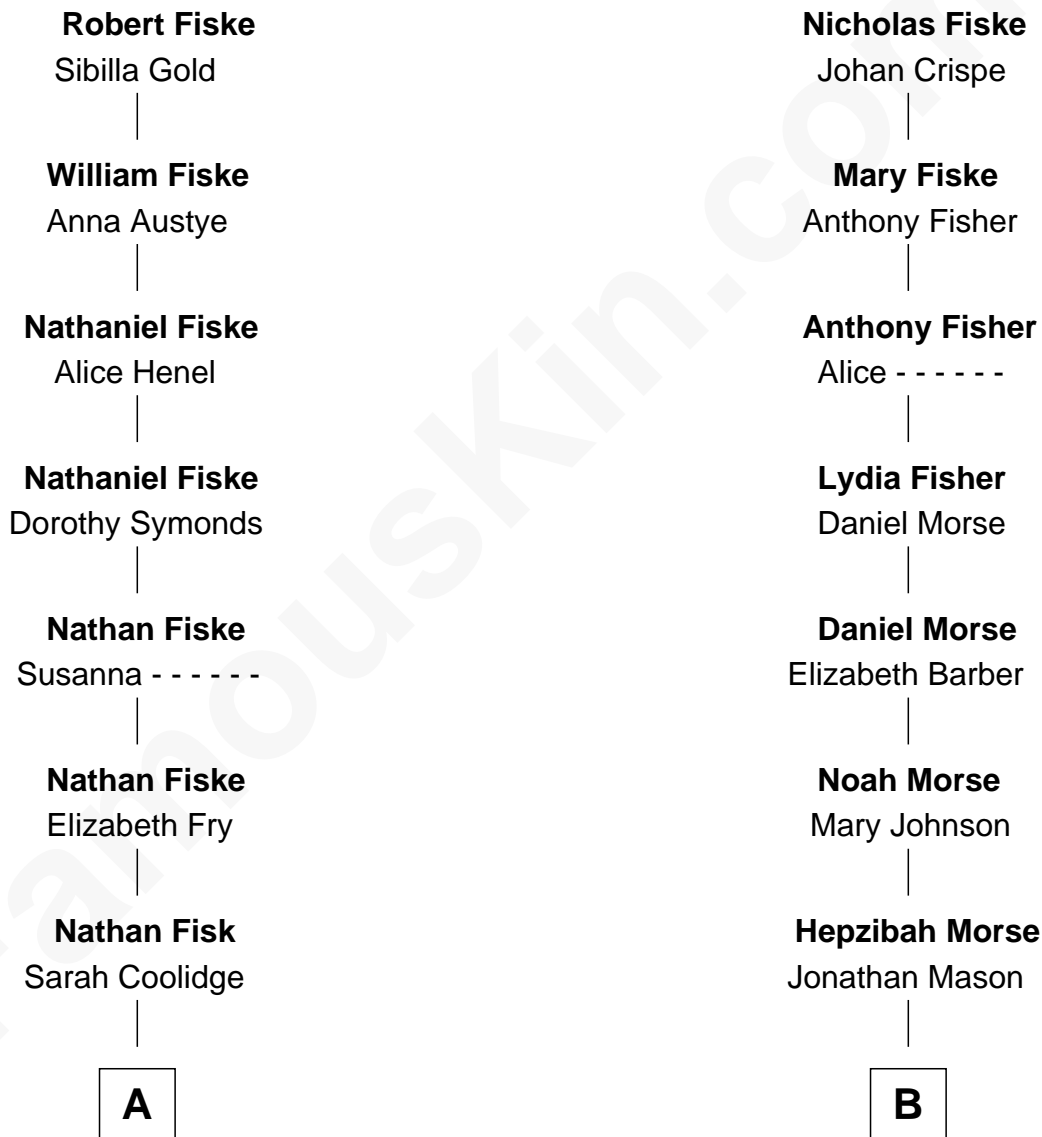 Robert Fiske
Sibilla Gold
William Fiske
Anna Austye
Nathaniel Fiske
Alice Henel
Nathaniel Fiske
Dorothy Symonds
Nathan Fiske
Susanna - - - - - -
Nathan Fiske
Elizabeth Fry
Nathan Fisk
Sarah Coolidge
A
Nicholas Fiske
Johan Crispe
Mary Fiske
Anthony Fisher
Anthony Fisher
Alice - - - - - -
Lydia Fisher
Daniel Morse
Daniel Morse
Elizabeth Barber
Noah Morse
Mary Johnson
Hepzibah Morse
Jonathan Mason
B
FamousKin.com